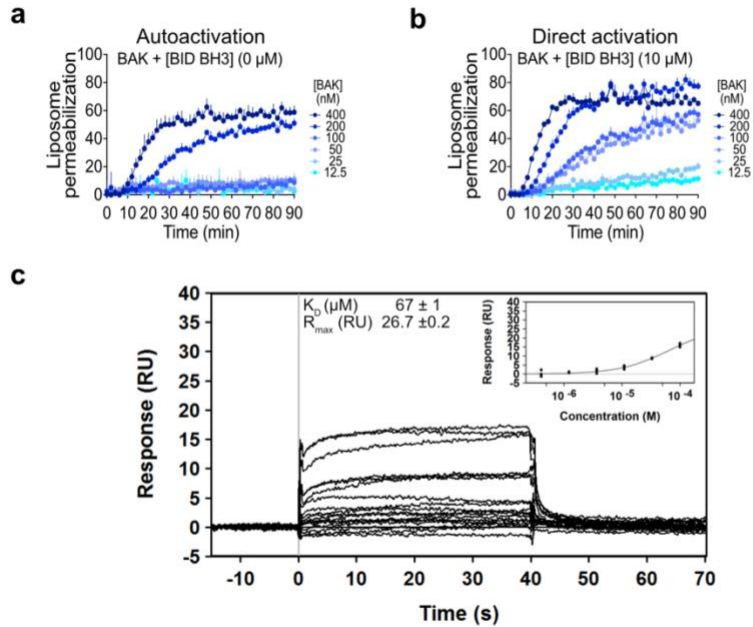 a
Autoactivation
BAK + [BID BH3] (0 µM)
Liposome
permeabilization
100
80
60
40
20
0
0 10 20 30 40 50 60 70 80 90
Time (min)
[BAK]
(nM)
400
200
100
50
25
12.5
b
Direct activation
BAK + [BID BH3] (10 µM)
Liposome
permeabilization
100
80
60
40
20
0
0 10 20 30 40 50 60 70 80 90
Time (min)
[BAK]
(nM)
400
200
100
50
25
12.5
c
Response (RU)
40
35
30
25
20
15
10
5
0
-5
-10 0 10 20 30 40 50 60 70
Time (s)
K_D (µM) 67 ± 1
R_max (RU) 26.7 ±0.2
Response (RU)
40
35
30
25
20
15
10
5
0
-5
10^-6 10^-5 10^-4
Concentration (M)